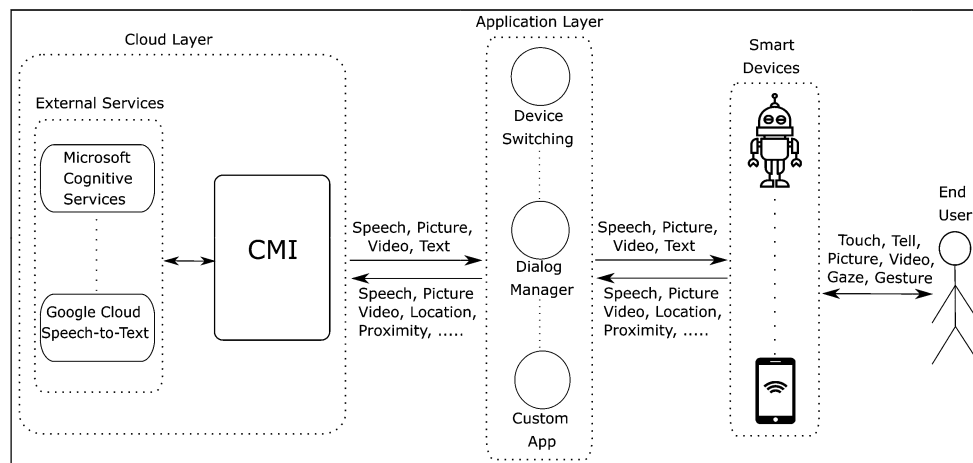 Cloud Layer
External Services
Microsoft
Cognitive
Services
Google Cloud
Speech-to-Text
CMI
Speech, Picture,
Video, Text
Speech, Picture
Video, Location,
Proximity, .....
Application Layer
Device
Switching
Dialog
Manager
Custom
App
Speech, Picture,
Video, Text
Speech, Picture
Video, Location,
Proximity, .....
Smart
Devices
Touch, Tell,
Picture, Video,
Gaze, Gesture
End
User